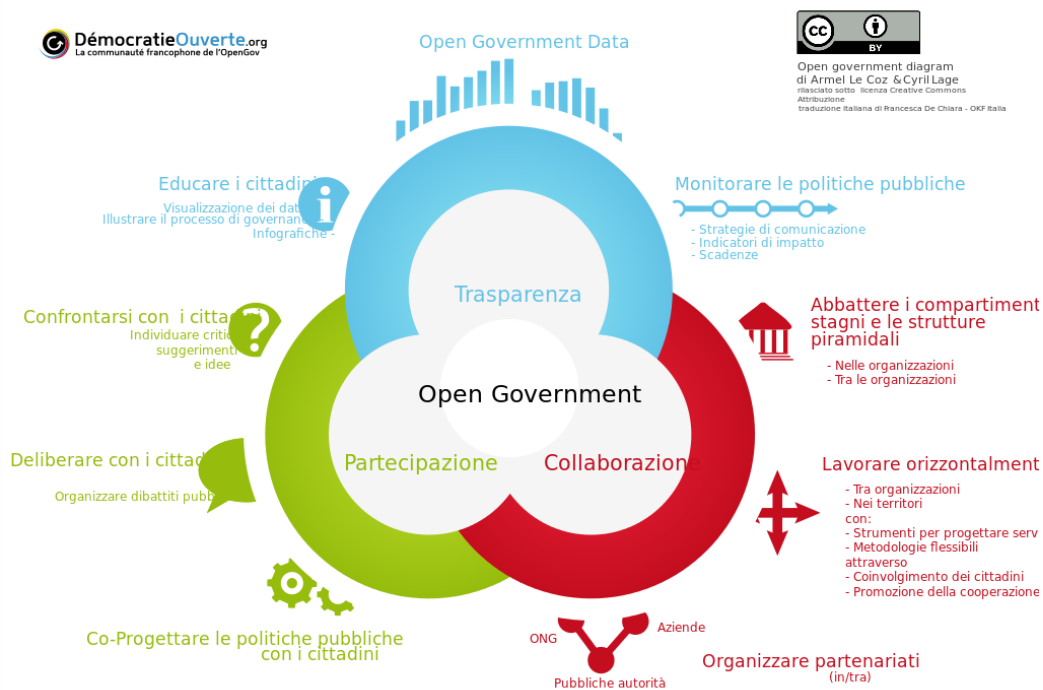 DémocratieOuverte.org
La communauté francophone de l'OpenGov
Open Government Data
CC
BY
Open government diagram
di Armel Le Coz & Cyril Lage
rilasciato sotto licenza Creative Commons
Attribuzione
traduzione italiana di Francesca De Chiara - OKF Italia
Educare i cittadini
Visualizzazione dei dati
Illustrare il processo di governance -
Infografiche -
Monitorare le politiche pubbliche
- Strategie di comunicazione
- Indicatori di impatto
- Scadenze
Trasparenza
Confrontarsi con i cittadini
Individuare
suggerimenti
e idee
Abbattere i compartiment
stagni e le strutture
piramidali
- Nelle organizzazioni
- Tra le organizzazioni
Open Government
Partecipazione
Collaborazione
Deliberare con i cittad
Organizzare dibattiti pubb
Lavorare orizzontalment
- Tra organizzazioni
- Nei territori
con:
- Strumenti per progettare serv
- Metodologie flessibili
attraverso
- Coinvolgimento dei cittadini
- Promozione della cooperazione
Co-Progettare le politiche pubbliche
con i cittadini
ONG
Aziende
Pubbliche autorità
Organizzare partenariati
(in/tra)